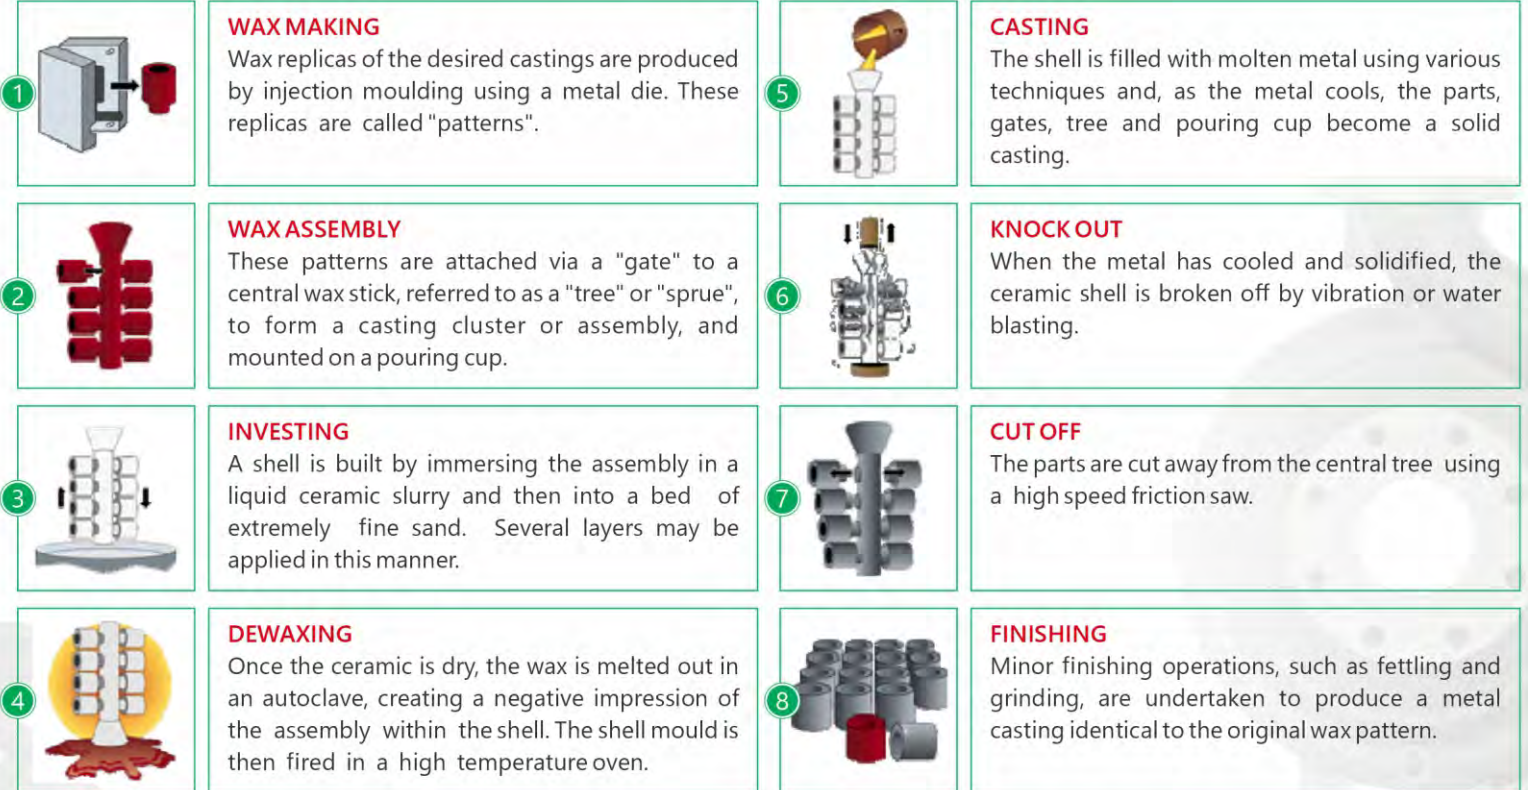 1
WAX MAKING
Wax replicas of the desired castings are produced
by injection moulding using a metal die. These
replicas are called "patterns".
2
WAX ASSEMBLY
These patterns are attached via a "gate" to a
central wax stick, referred to as a "tree" or "sprue",
to form a casting cluster or assembly, and
mounted on a pouring cup.
3
INVESTING
A shell is built by immersing the assembly in a
liquid ceramic slurry and then into a bed of
extremely fine sand. Several layers may be
applied in this manner.
4
DEWAXING
Once the ceramic is dry, the wax is melted out in
an autoclave, creating a negative impression of
the assembly within the shell. The shell mould is
then fired in a high temperature oven.
5
CASTING
The shell is filled with molten metal using various
techniques and, as the metal cools, the parts,
gates, tree and pouring cup become a solid
casting.
6
KNOCK OUT
When the metal has cooled and solidified, the
ceramic shell is broken off by vibration or water
blasting.
7
CUT OFF
The parts are cut away from the central tree using
a high speed friction saw.
8
FINISHING
Minor finishing operations, such as fettling and
grinding, are undertaken to produce a metal
casting identical to the original wax pattern.